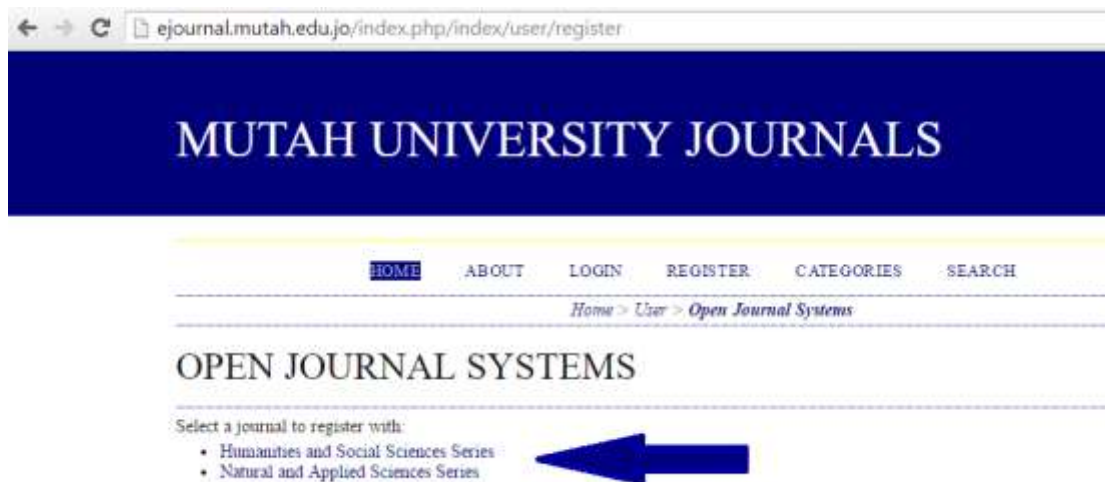 ejournal.mutah.edu.jo/index.php/index/user/register
MUTAH UNIVERSITY JOURNALS
HOME ABOUT LOGIN REGISTER CATEGORIES SEARCH
Home > User > Open Journal Systems
OPEN JOURNAL SYSTEMS
Select a journal to register with:
• Humanities and Social Sciences Series
• Natural and Applied Sciences Series